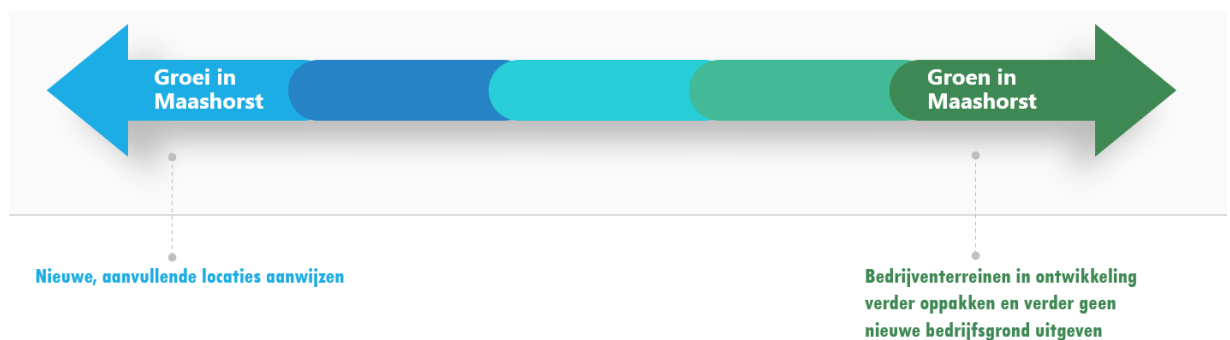 Groei in
Maashorst
Groen in
Maashorst
Nieuwe, aanvullende locaties aanwijzen
Bedrijventerreinen in ontwikkeling
verder oppakken en verder geen
nieuwe bedrijfsgrond uitgeven